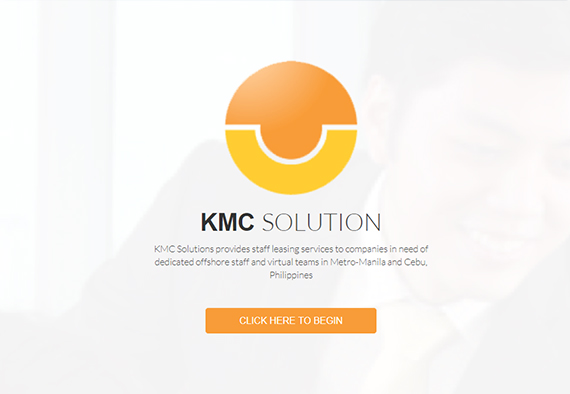 KMC SOLUTION
KMC Solutions provides staff leasing services to companies in need of
dedicated offshore staff and virtual teams in Metro-Manila and Cebu,
Philippines
CLICK HERE TO BEGIN